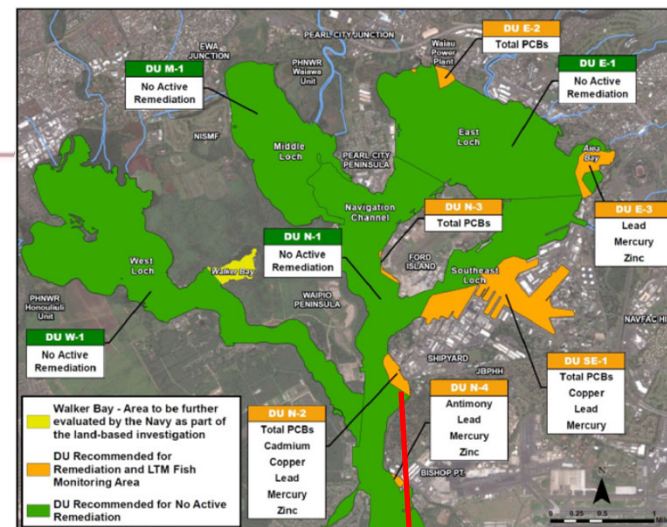 PEARL CITY JUNCTION
EWA
JUNCTION
DU M-1
No Active
Remediation
PHNWR
Waiawa
Unit
Waiau
Power
Plant
DU E-2
Total PCBs
DU E-1
No Active
Remediation
NISMF
Middle
Loch
East
Loch
PEARL CITY
PENINSULA
Aiea
Bay
Navigation
Channel
DU N-3
Total PCBs
DU E-3
Lead
Mercury
Zinc
DU N-1
No Active
Remediation
FORD
ISLAND
West
Loch
Walker Bay
Southeast
Loch
WAIPIO
PENINSULA
PHNWR
Honouliuli
Unit
NAVFAC HI
DU W-1
No Active
Remediation
SHIPYARD
JBPHH
DU SE-1
Total PCBs
Copper
Lead
Mercury
DU N-4
Antimony
Lead
Mercury
Zinc
DU N-2
Total PCBs
Cadmium
Copper
Lead
Mercury
Zinc
BISHOP PT
Walker Bay - Area to be further
evaluated by the Navy as part of
the land-based investigation
DU Recommended for
Remediation and LTM Fish
Monitoring Area
DU Recommended for No Active
Remediation
N
0 0.25 0.5 1